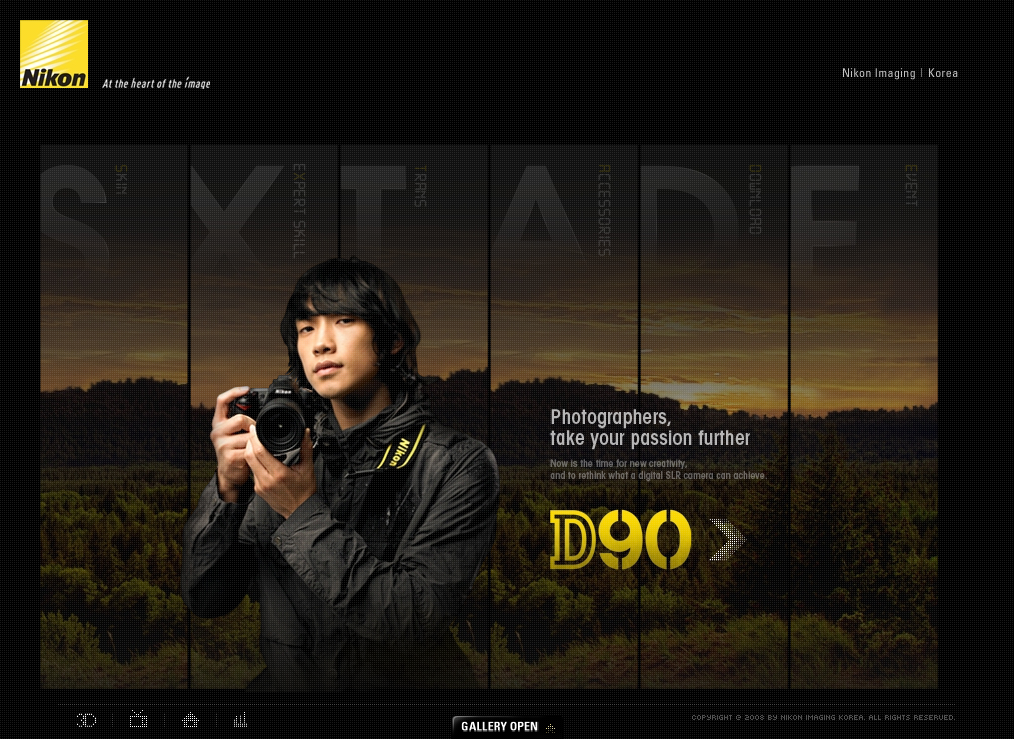 Nikon
At the heart of the image
Nikon Imaging | Korea
S X T A D E
SKIN
EXPERT SKILL
TRANS
ACCESSORIES
DOWNLOAD
EVENT
Nikon
Nikon
Photographers,
take your passion further
Now is the time for new creativity,
and to rethink what a digital SLR camera can achieve.
D90
3D
GALLERY OPEN
COPYRIGHT © 2008 BY NIKON IMAGING KOREA. ALL RIGHTS RESERVED.